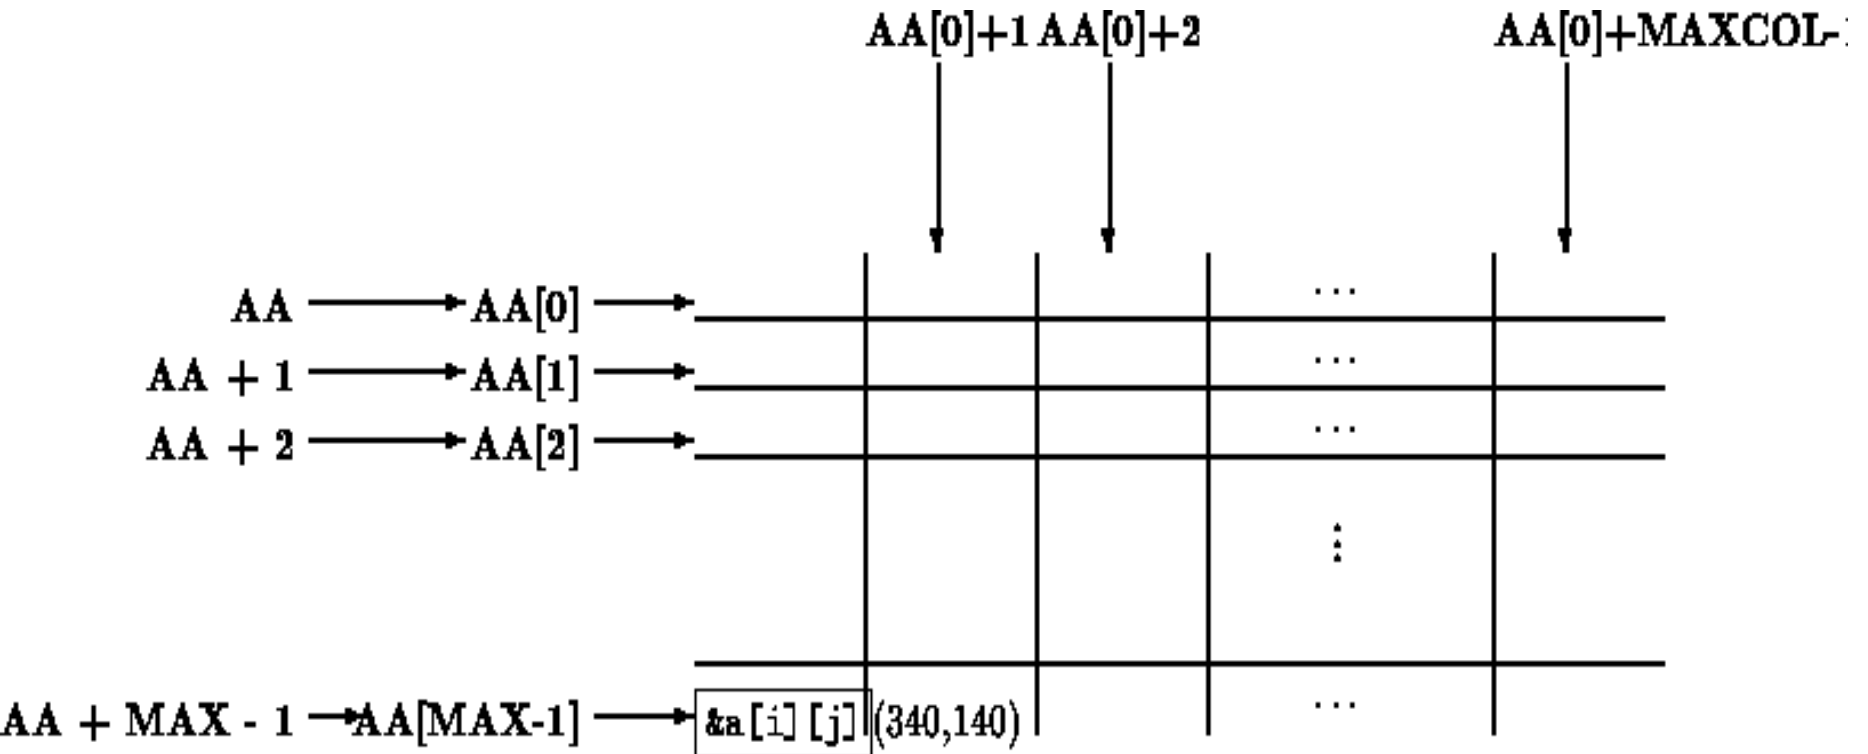 AA[0]+1 AA[0]+2 AA[0]+MAXCOL-1
AA AA[0] ...
AA + 1 AA[1] ...
AA + 2 AA[2] ...
⋮
AA + MAX - 1 AA[MAX-1] &a[i][j] (340,140) ...